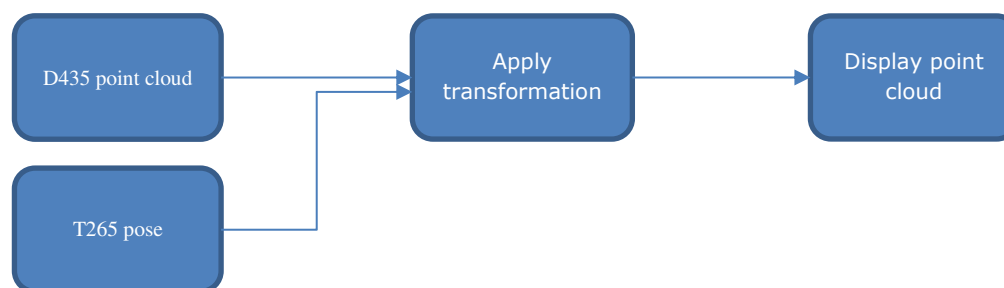 D435 point cloud
Apply
transformation
Display point
cloud
T265 pose